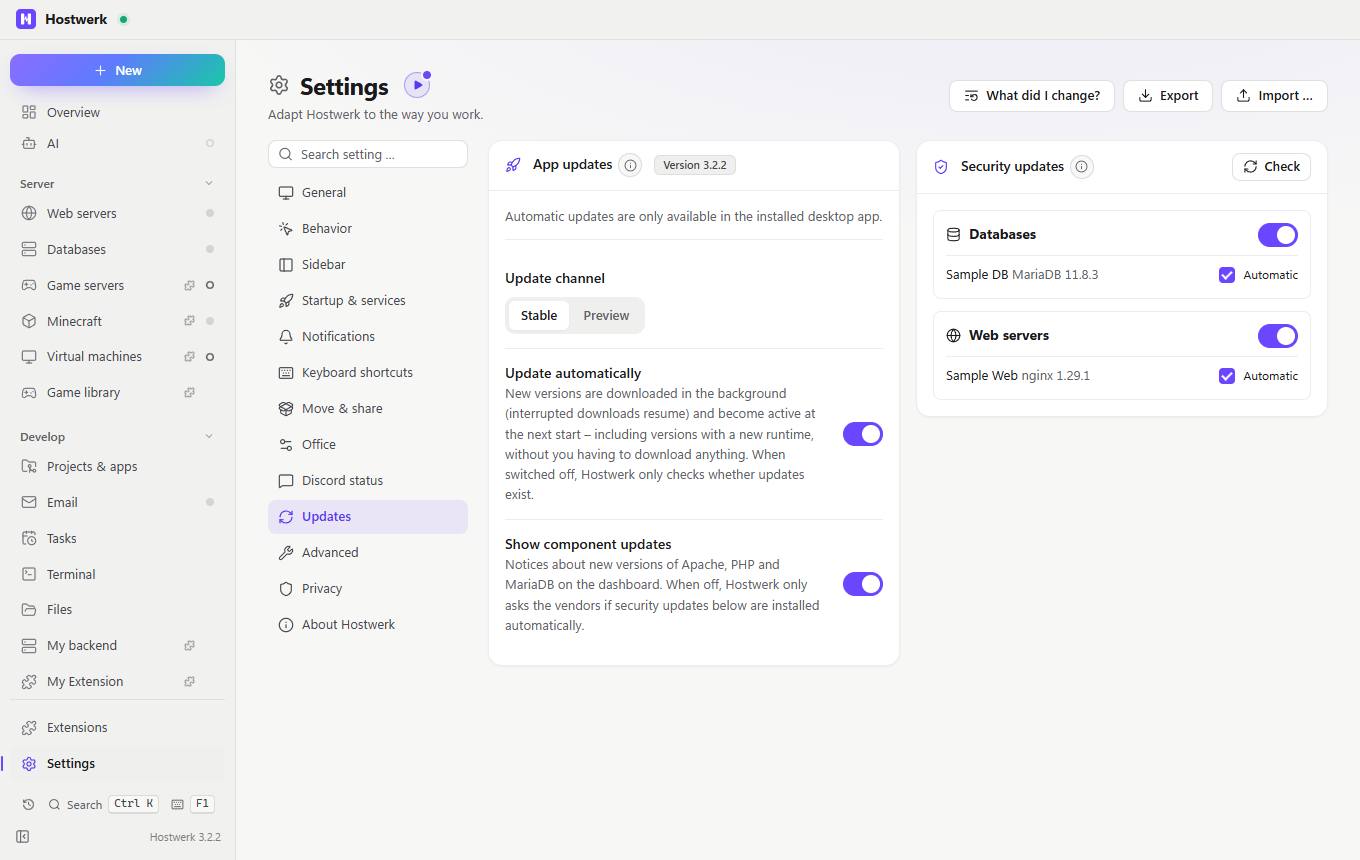 Hostwerk
New
Overview
AI
Server
Web servers
Databases
Game servers
Minecraft
Virtual machines
Game library
Develop
Projects & apps
Email
Tasks
Terminal
Files
My backend
My Extension
Extensions
Settings
Search Ctrl K F1
Hostwerk 3.2.2
Settings
Adapt Hostwerk to the way you work.
What did I change?
Export
Import ...
Search setting ...
General
Behavior
Sidebar
Startup & services
Notifications
Keyboard shortcuts
Move & share
Office
Discord status
Updates
Advanced
Privacy
About Hostwerk
App updates Version 3.2.2
Automatic updates are only available in the installed desktop app.
Update channel
Stable Preview
Update automatically
New versions are downloaded in the background
(interrupted downloads resume) and become active at
the next start – including versions with a new runtime,
without you having to download anything. When
switched off, Hostwerk only checks whether updates
exist.
Show component updates
Notices about new versions of Apache, PHP and
MariaDB on the dashboard. When off, Hostwerk only
asks the vendors if security updates below are installed
automatically.
Security updates Check
Databases
Sample DB MariaDB 11.8.3 Automatic
Web servers
Sample Web nginx 1.29.1 Automatic